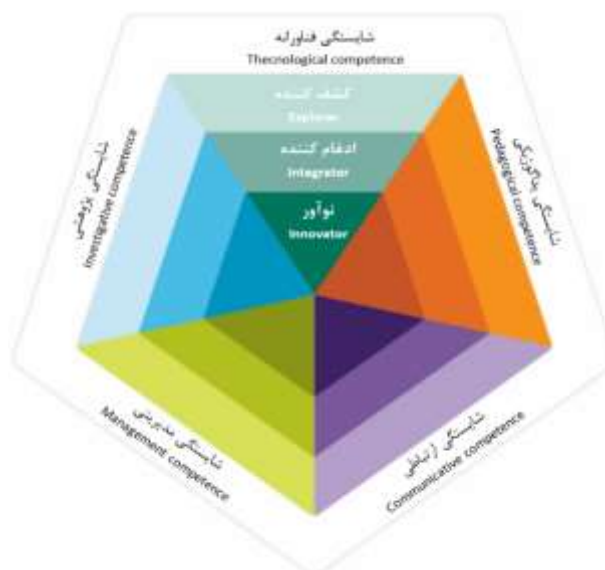 شایستگی فناورانه
Thecnological competence
کشف کننده
Explorer
ادغام کننده
Integrator
نوآور
Innovator
شایستگی پداگوژیکی
Pedagogical competence
شایستگی ارتباطی
Communicative competence
شایستگی مدیریتی
Management competence
شایستگی پژوهشی
Investigative competence